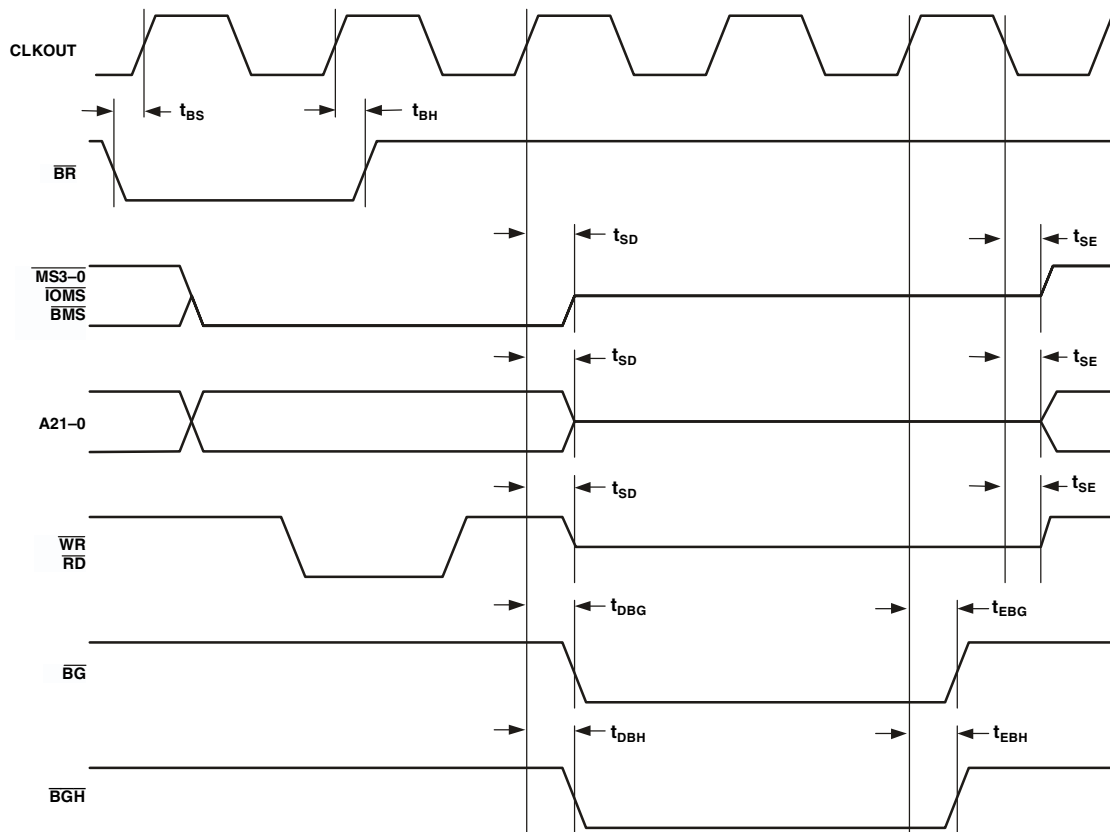 CLKOUT
tBS
tBH
BR
tSD
tSE
MS3–0
IOMS
BMS
tSD
tSE
A21–0
tSD
tSE
WR
RD
tDBG
tEBG
BG
tDBH
tEBH
BGH